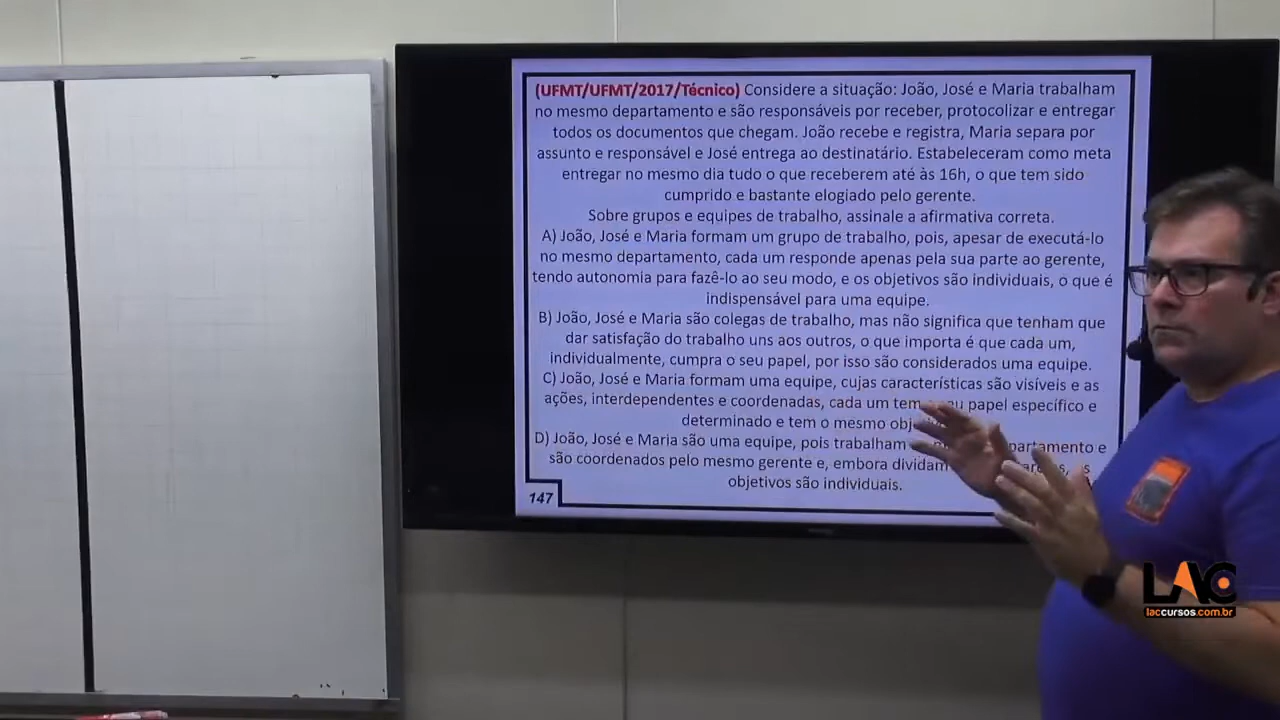 (UFMT/UFMT/2017/Técnico) Considere a situação: João, José e Maria trabalham
no mesmo departamento e são responsáveis por receber, protocolizar e entregar
todos os documentos que chegam. João recebe e registra, Maria separa por
assunto e responsável e José entrega ao destinatário. Estabeleceram como meta
entregar no mesmo dia tudo o que receberem até às 16h, o que tem sido
cumprido e bastante elogiado pelo gerente.
Sobre grupos e equipes de trabalho, assinale a afirmativa correta.
A) João, José e Maria formam um grupo de trabalho, pois, apesar de executá-lo
no mesmo departamento, cada um responde apenas pela sua parte ao gerente,
tendo autonomia para fazê-lo ao seu modo, e os objetivos são individuais, o que é
indispensável para uma equipe.
B) João, José e Maria são colegas de trabalho, mas não significa que tenham que
dar satisfação do trabalho uns aos outros, o que importa é que cada um,
individualmente, cumpra o seu papel, por isso são considerados uma equipe.
C) João, José e Maria formam uma equipe, cujas características são visíveis e as
ações, interdependentes e coordenadas, cada um tem seu papel específico e
determinado e tem o mesmo
D) João, José e Maria são uma equipe, pois trabalham e
são coordenados pelo mesmo gerente e, embora dividam
objetivos são individuais.
147
LAC
laccursos.com.br